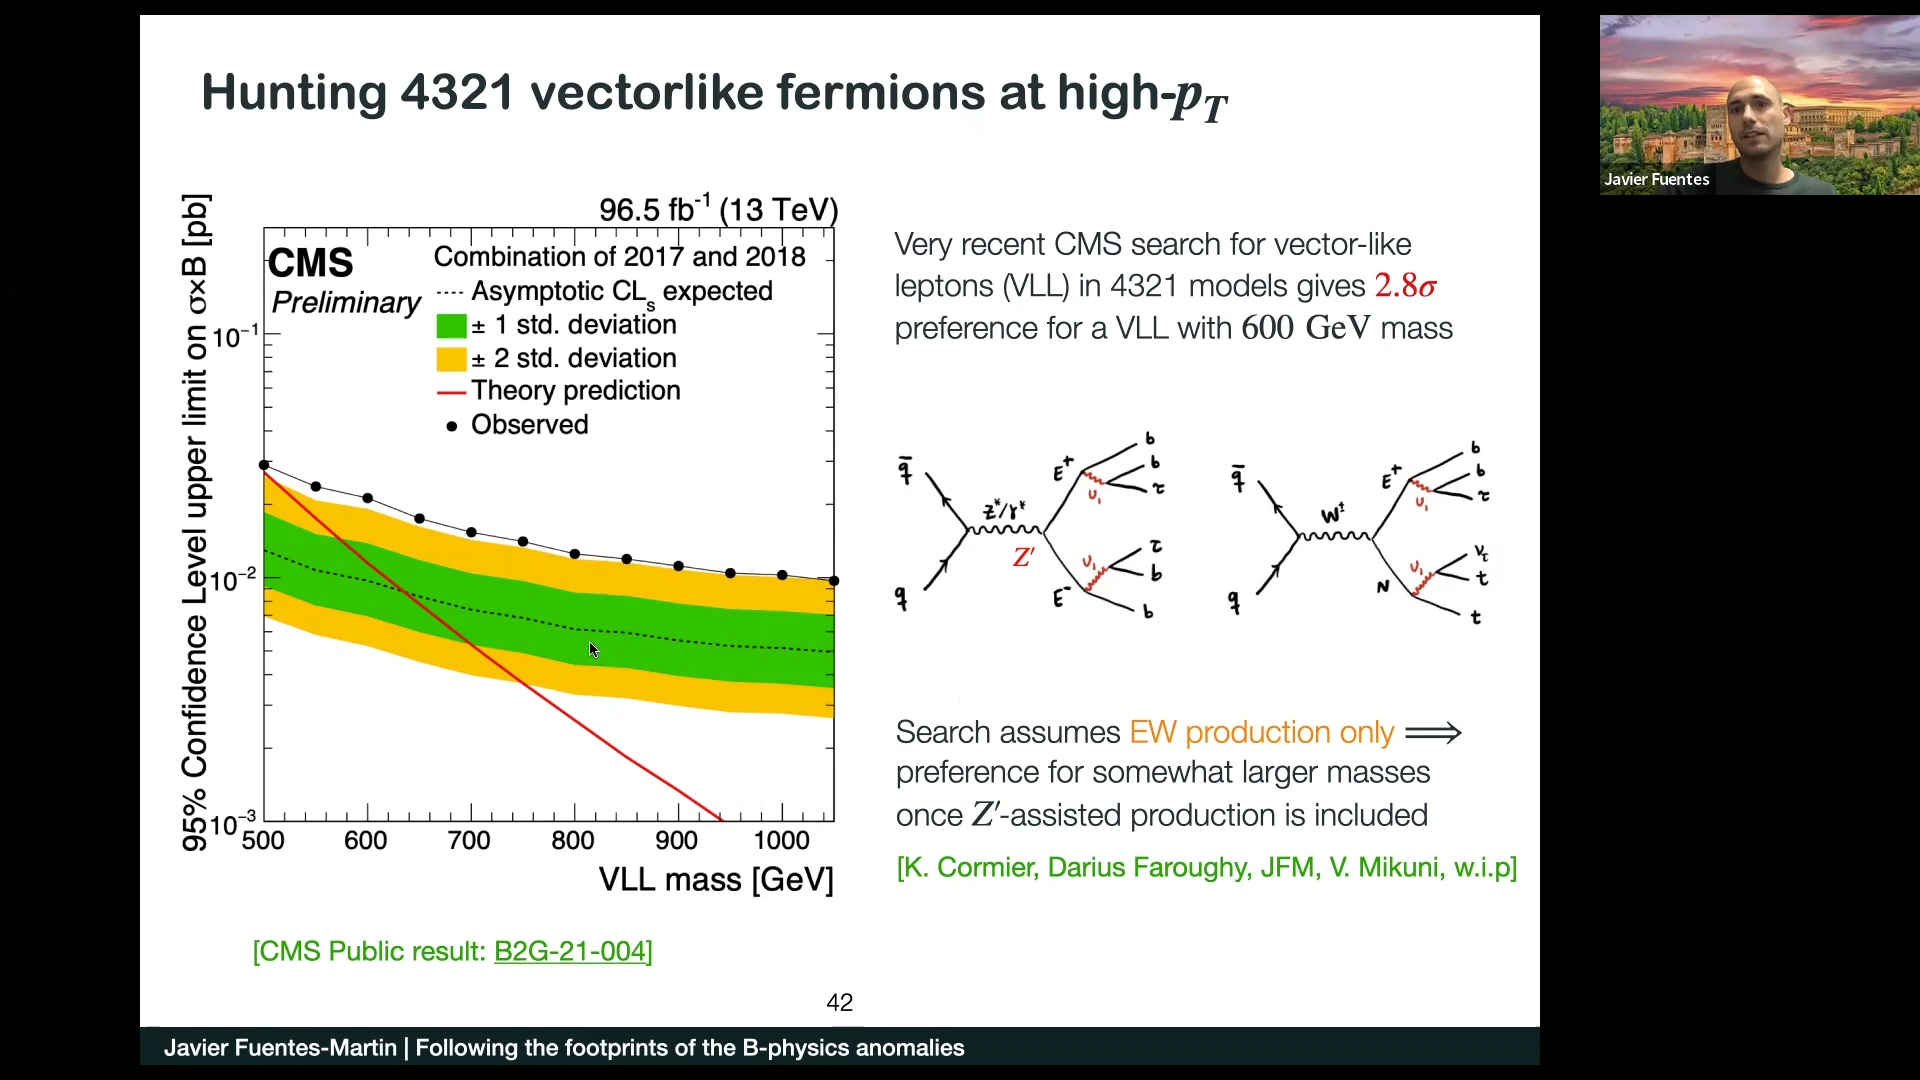 Hunting 4321 vectorlike fermions at high-p_T
Javier Fuentes
96.5 fb⁻¹ (13 TeV)
95% Confidence Level upper limit on σ×B [pb]
CMS
Preliminary
Combination of 2017 and 2018
Asymptotic CLₛ expected
± 1 std. deviation
± 2 std. deviation
Theory prediction
Observed
10⁻¹
10⁻²
10⁻³
500 600 700 800 900 1000
VLL mass [GeV]
[CMS Public result: B2G-21-004]
Very recent CMS search for vector-like
leptons (VLL) in 4321 models gives 2.8σ
preference for a VLL with 600 GeV mass
q̄
q
Z*/γ*
Z′
E⁺
U₁
b
b
τ
E⁻
U₁
τ
b
b
q̄
q
W±
E⁺
U₁
b
b
τ
N
U₁
ν_τ
t
t
Search assumes EW production only ⟹
preference for somewhat larger masses
once Z′-assisted production is included
[K. Cormier, Darius Faroughy, JFM, V. Mikuni, w.i.p]
42
Javier Fuentes-Martin | Following the footprints of the B-physics anomalies